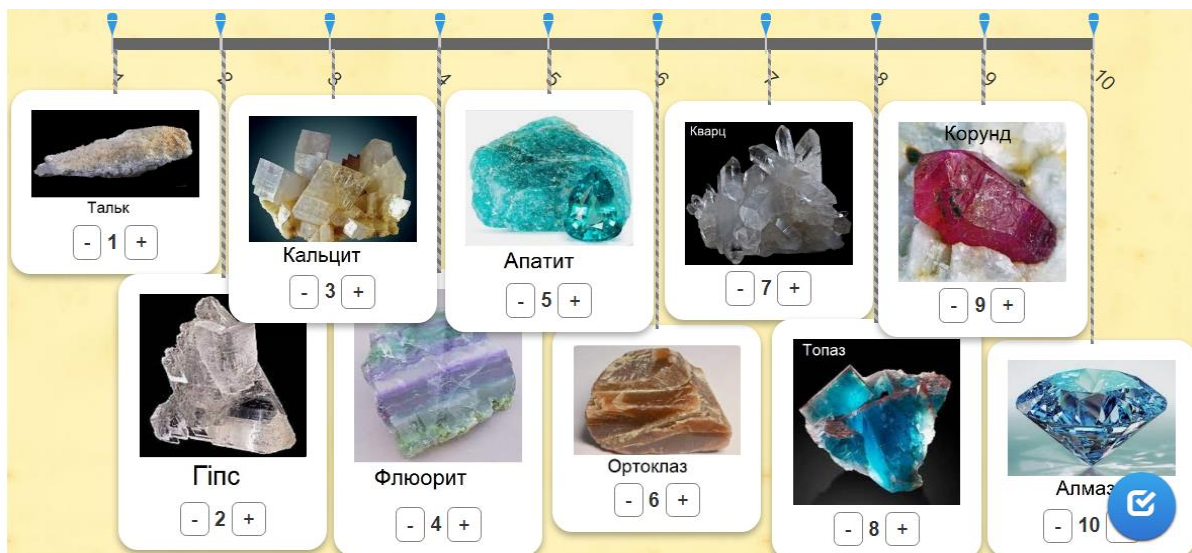 1 2 3 4 5 6 7 8 9 10
Тальк
- 1 +
Гіпс
- 2 +
Кальцит
- 3 +
Флюорит
- 4 +
Апатит
- 5 +
Ортоклаз
- 6 +
Кварц
- 7 +
Топаз
- 8 +
Корунд
- 9 +
Алмаз
- 10